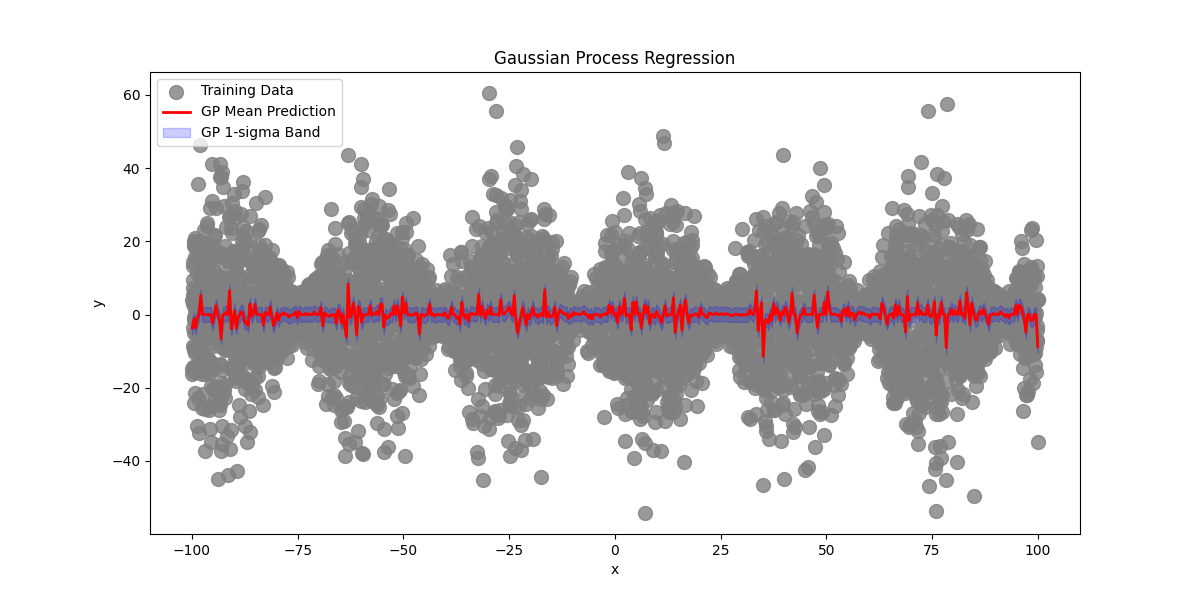 Gaussian Process Regression
Training Data
GP Mean Prediction
GP 1-sigma Band
y
60
40
20
0
−20
−40
−100
−75
−50
−25
0
25
50
75
100
x